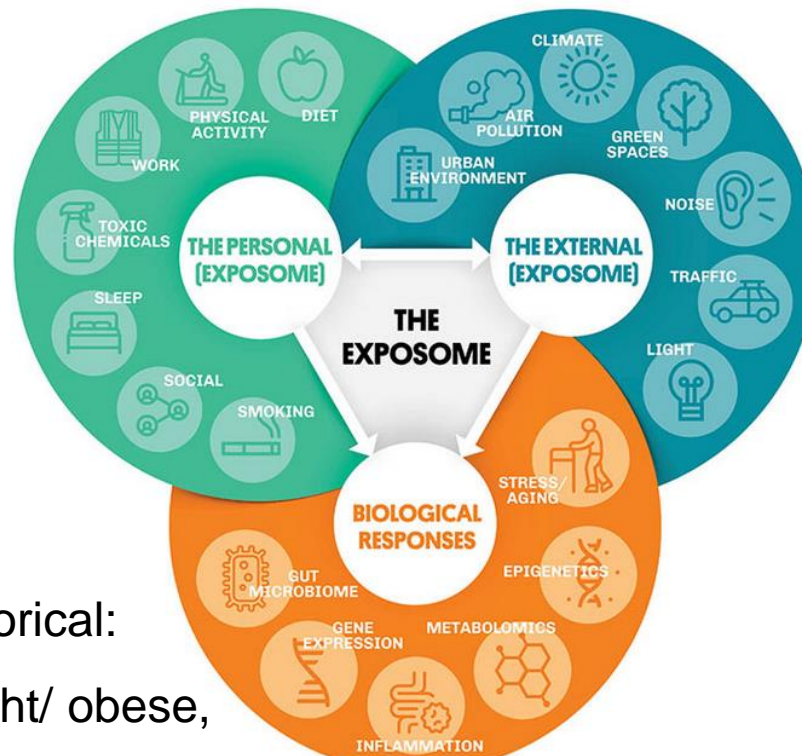 CLIMATE
AIR
POLLUTION
GREEN
SPACES
URBAN
ENVIRONMENT
NOISE
TRAFFIC
LIGHT
DIET
PHYSICAL
ACTIVITY
WORK
TOXIC
CHEMICALS
SLEEP
SOCIAL
SMOKING
THE PERSONAL
(EXPOSOME)
THE EXTERNAL
(EXPOSOME)
THE
EXPOSOME
BIOLOGICAL
RESPONSES
STRESS/
AGING
EPIGENETICS
METABOLOMICS
INFLAMMATION
GENE
EXPRESSION
GUT
MICROBIOME
orical:
ht/ obese,